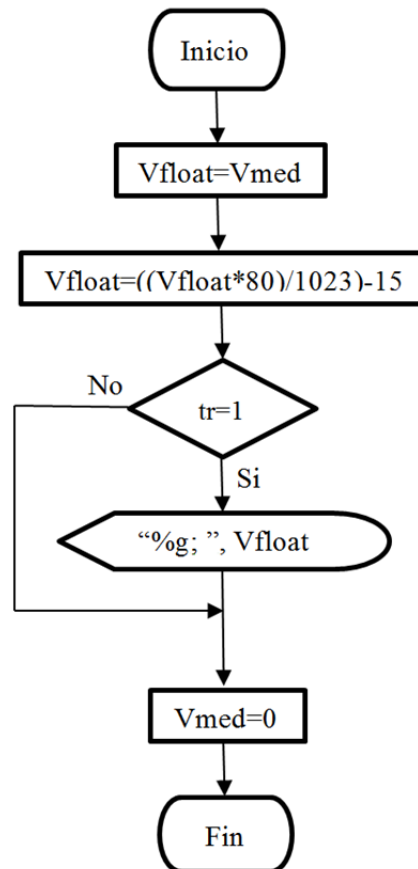 Inicio
Vfloat=Vmed
Vfloat=((Vfloat*80)/1023)-15
No
tr=1
Si
“%g; ”, Vfloat
Vmed=0
Fin